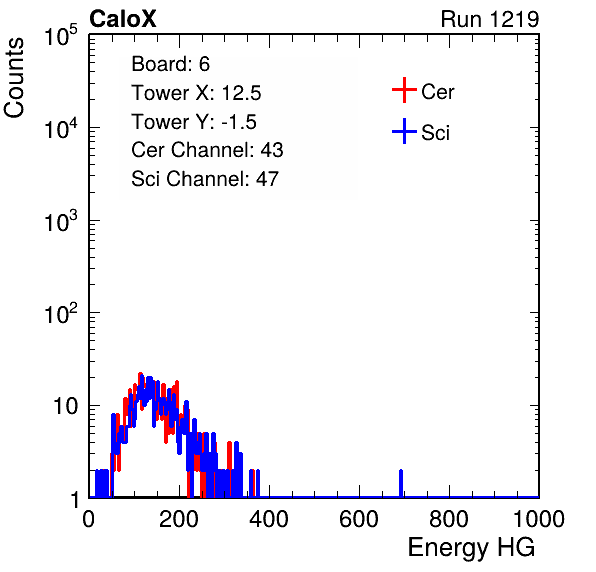 CaloX Run 1219
Counts
Board: 6
Tower X: 12.5
Tower Y: -1.5
Cer Channel: 43
Sci Channel: 47
Cer
Sci
10^5
10^4
10^3
10^2
10
1
0 200 400 600 800 1000
Energy HG